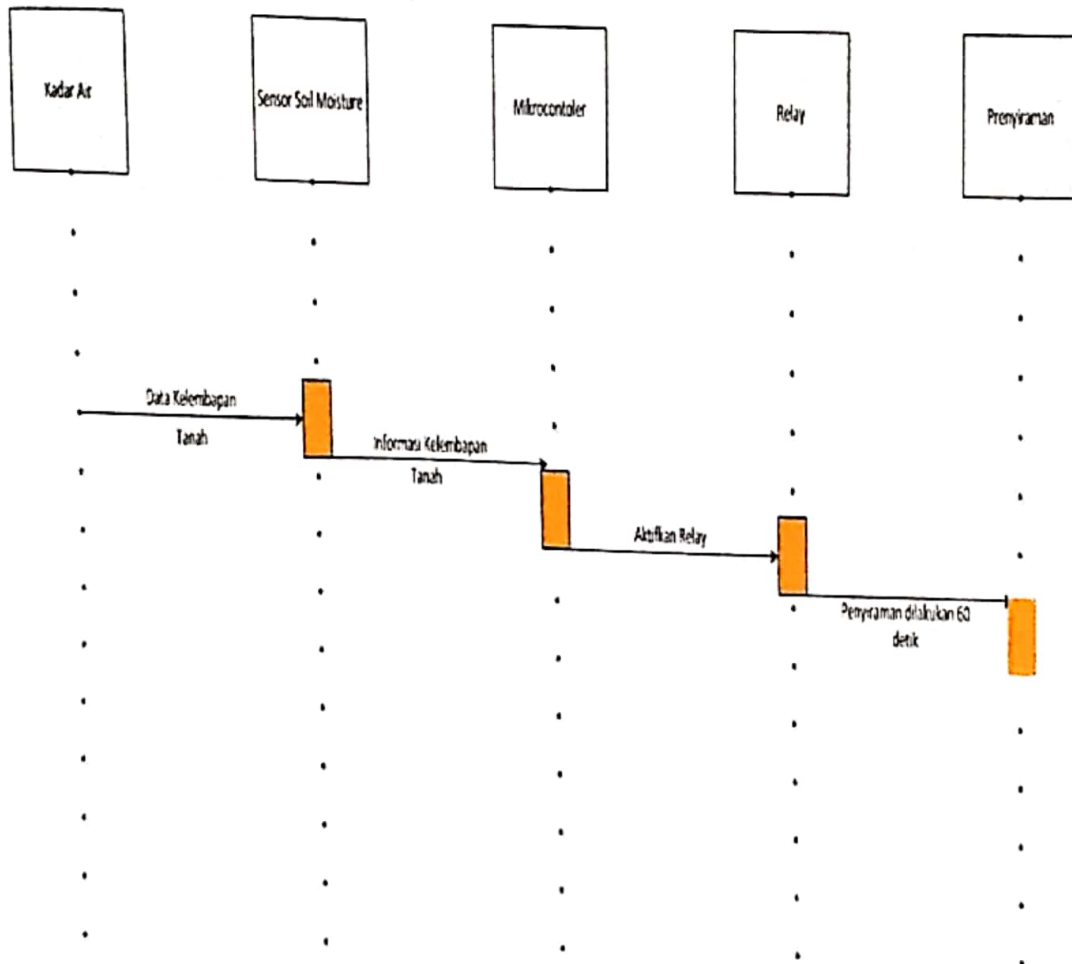 Kadar Air
Sensor Soil Moisture
Mikrocontoler
Relay
Prenyiraman
Data Kelembapan
Tanah
Informasi Kelembapan
Tanah
Aktifkan Relay
Penyiraman dilakukan 60
detik